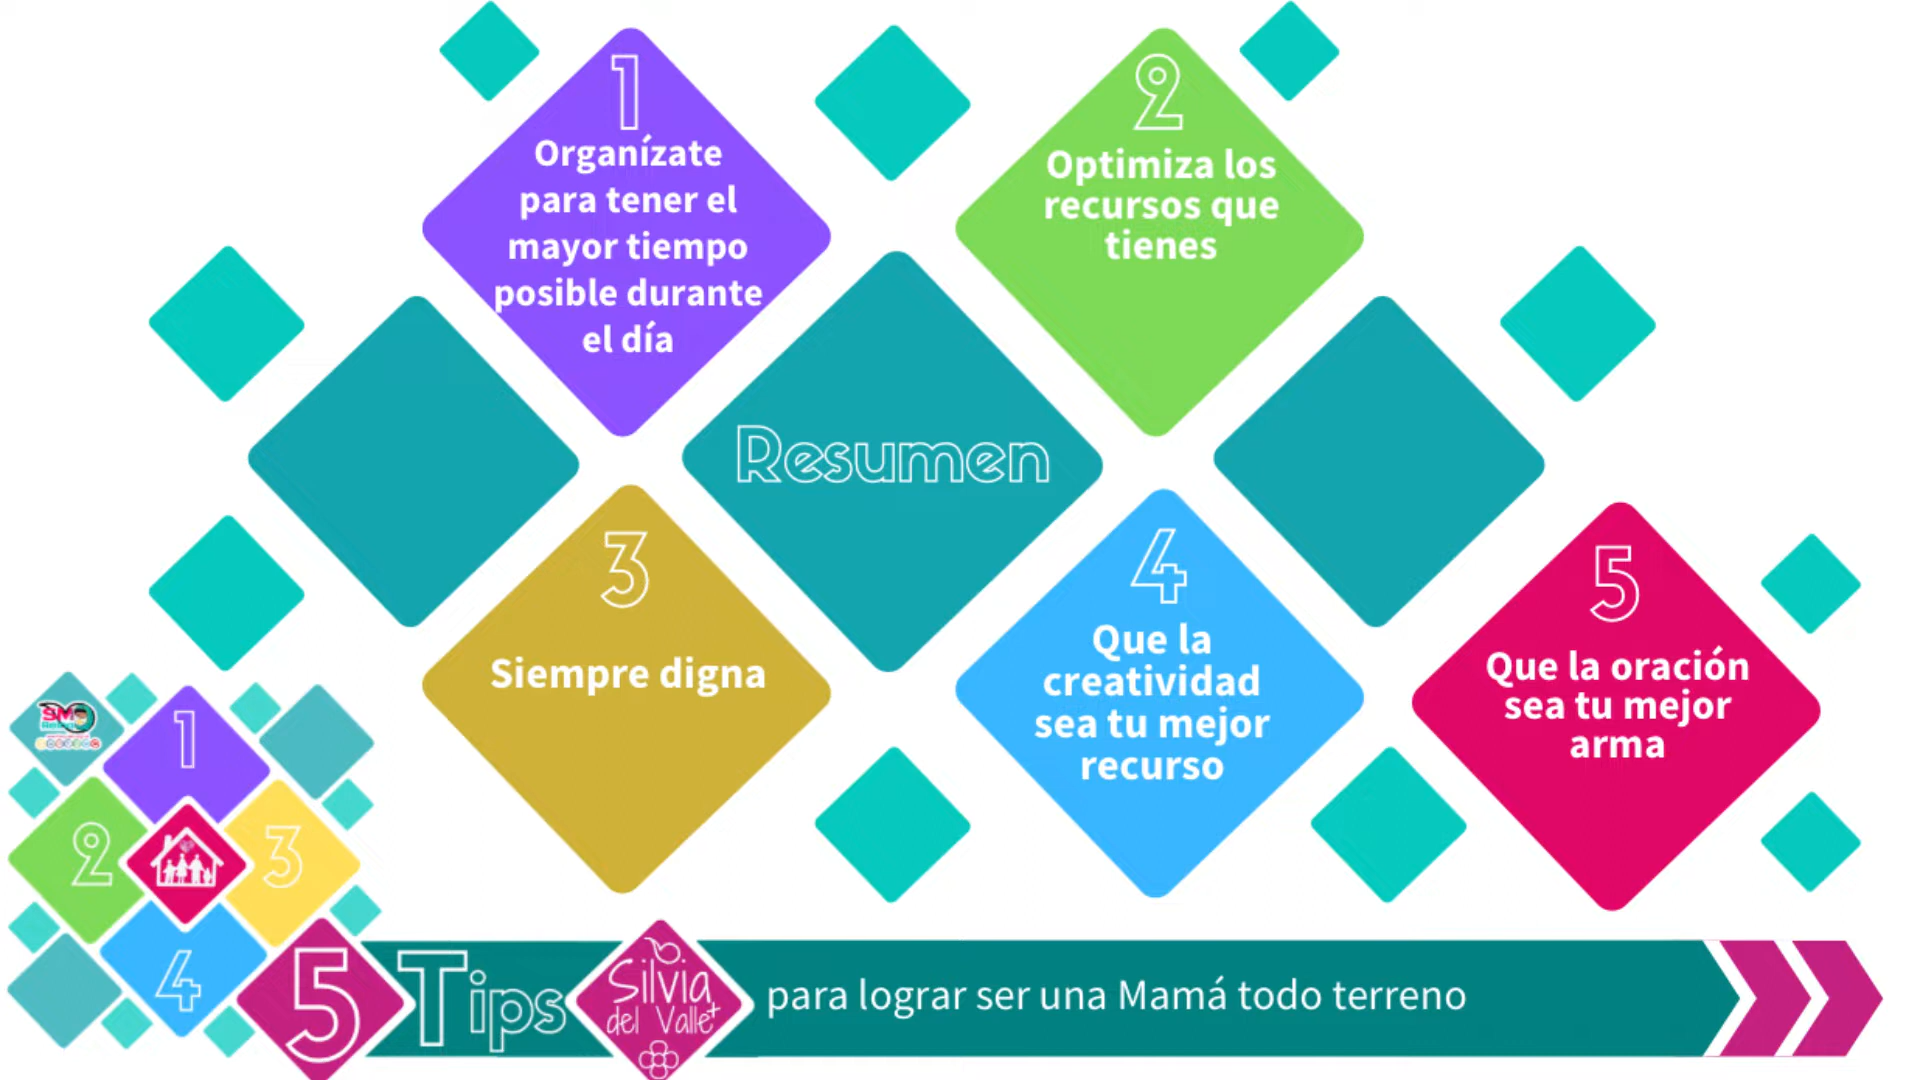 1
Organízate
para tener el
mayor tiempo
posible durante
el día
2
Optimiza los
recursos que
tienes
Resumen
3
Siempre digna
4
Que la
creatividad
sea tu mejor
recurso
5
Que la oración
sea tu mejor
arma
SM
1
2
3
4
5 Tips
Silvia
del Valle
para lograr ser una Mamá todo terreno